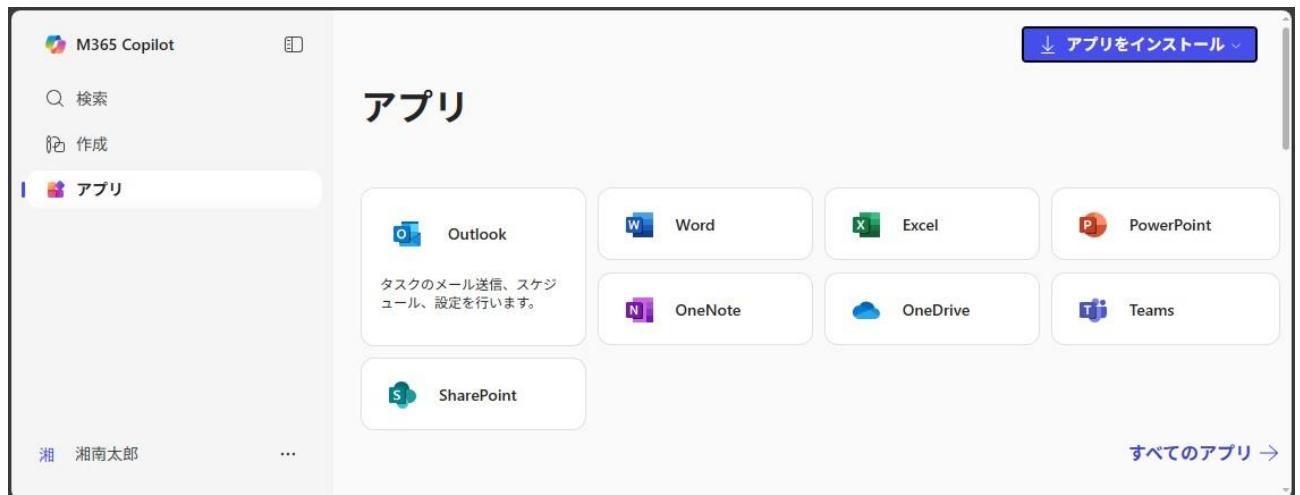 M365 Copilot
検索
作成
アプリ
湘 湘南太郎
アプリをインストール
アプリ
Outlook
タスクのメール送信、スケジ
ュール、設定を行います。
Word
Excel
PowerPoint
OneNote
OneDrive
Teams
SharePoint
すべてのアプリ